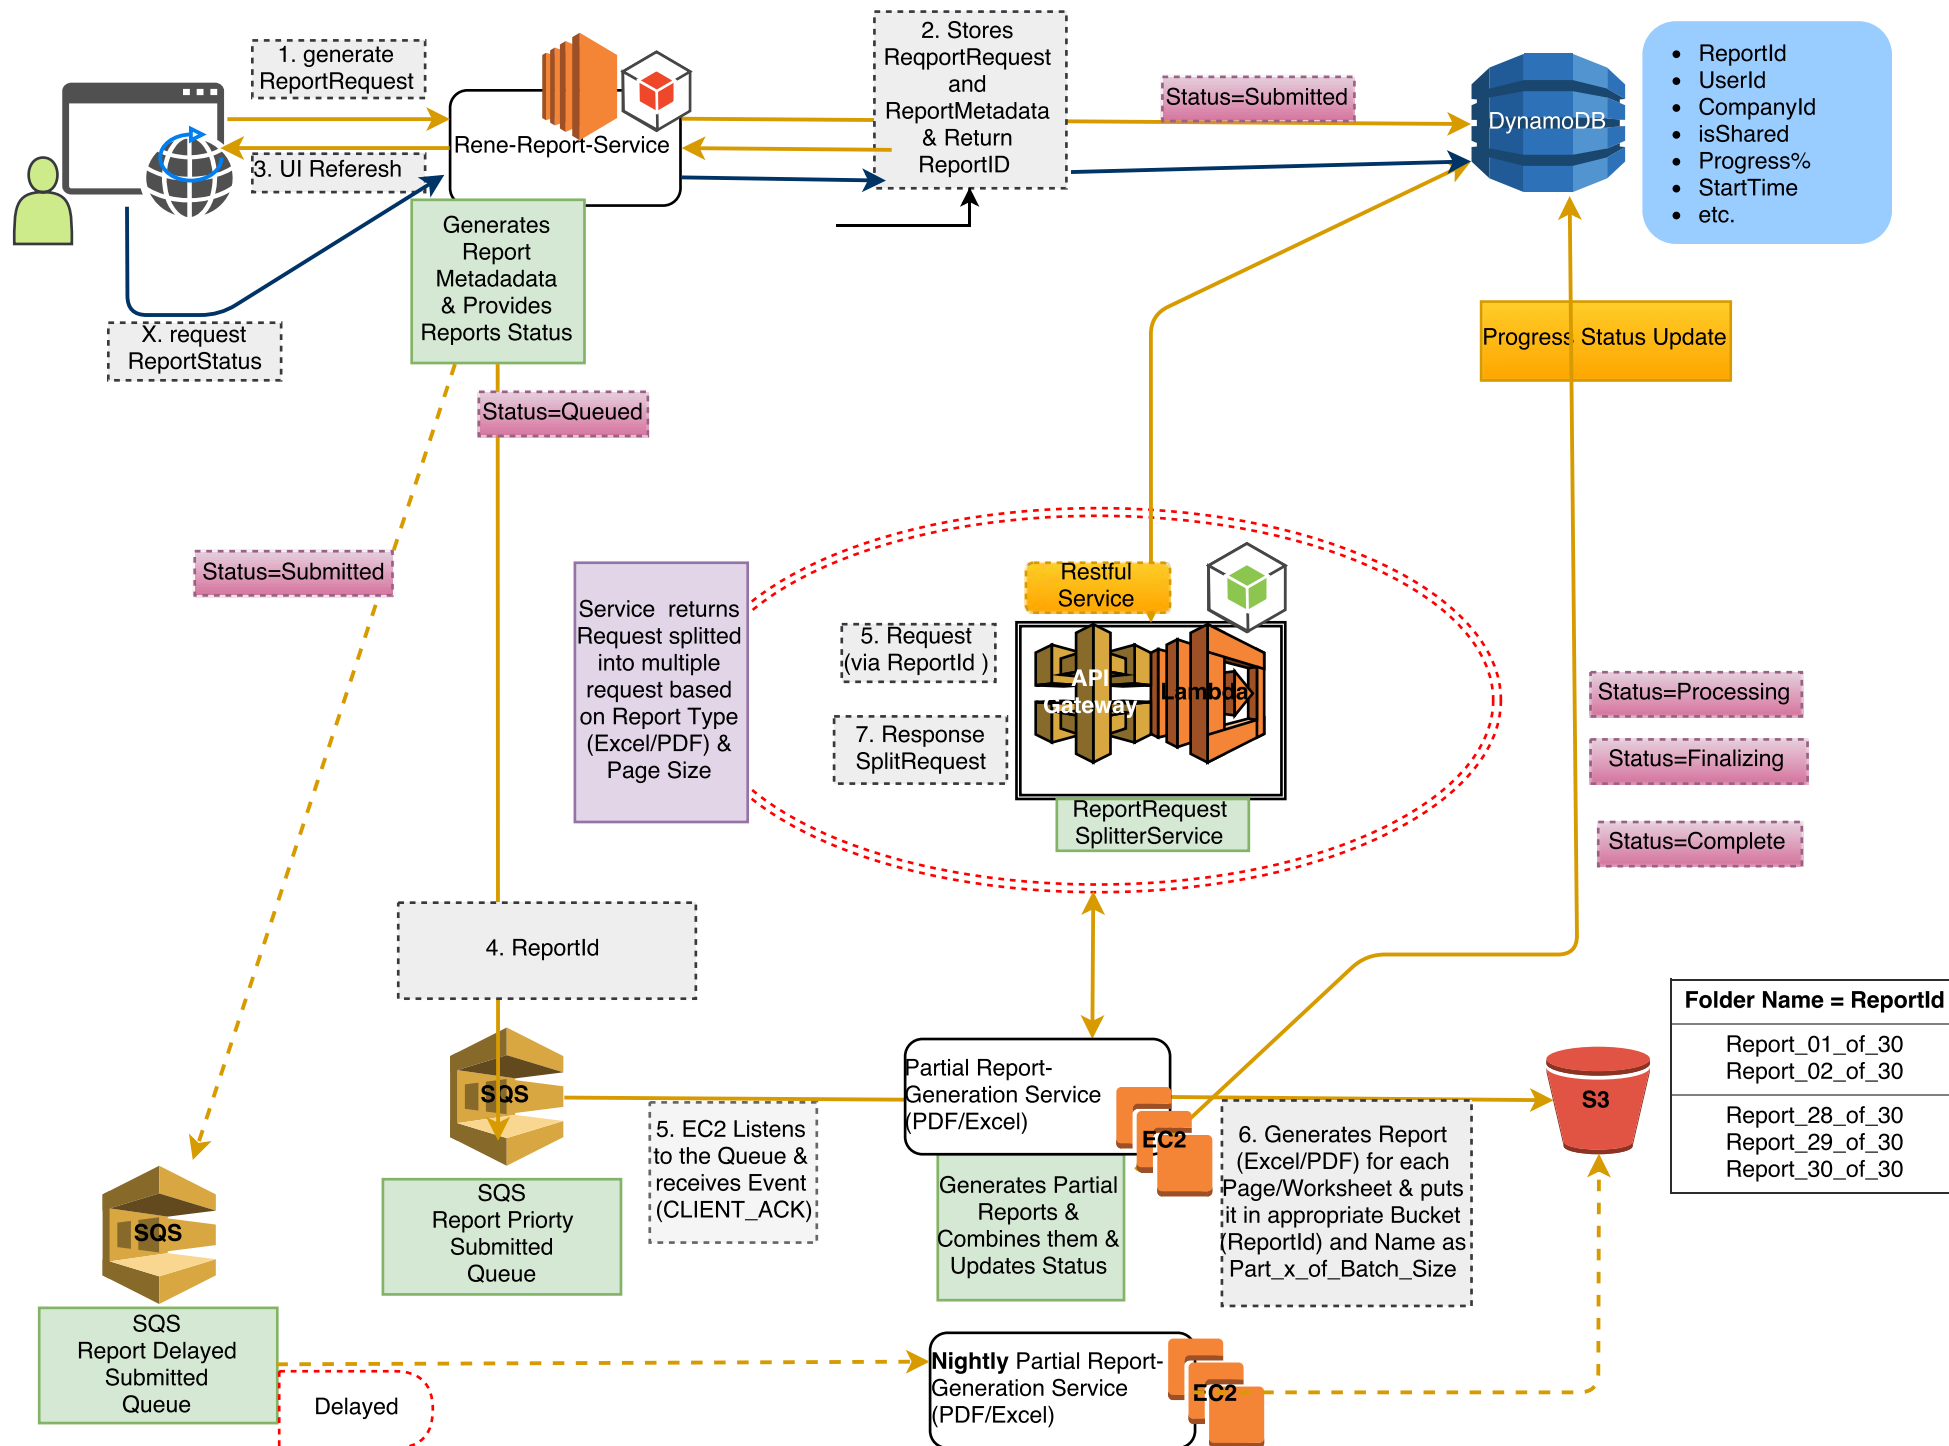 1. generate
ReportRequest
Rene-Report-Service
3. UI Referesh
2. Stores
ReqportRequest
and
ReportMetadata
& Return
ReportID
Status=Submitted
DynamoDB
ReportId
UserId
CompanyId
isShared
Progress%
StartTime
etc.
Generates
Report
Metadadata
& Provides
Reports Status
X. request
ReportStatus
Progress Status Update
Status=Queued
Status=Submitted
Service returns
Request splitted
into multiple
request based
on Report Type
(Excel/PDF) &
Page Size
Restful
Service
5. Request
(via ReportId )
API
Gateway
Lambda
7. Response
SplitRequest
ReportRequest
SplitterService
Status=Processing
Status=Finalizing
Status=Complete
4. ReportId
SQS
SQS
Report Priorty
Submitted
Queue
5. EC2 Listens
to the Queue &
receives Event
(CLIENT_ACK)
Partial Report-
Generation Service
(PDF/Excel)
EC2
Generates Partial
Reports &
Combines them &
Updates Status
6. Generates Report
(Excel/PDF) for each
Page/Worksheet & puts
it in appropriate Bucket
(ReportId) and Name as
Part_x_of_Batch_Size
S3
Folder Name = ReportId
Report_01_of_30
Report_02_of_30
Report_28_of_30
Report_29_of_30
Report_30_of_30
SQS
SQS
Report Delayed
Submitted
Queue
Delayed
Nightly Partial Report-
Generation Service
(PDF/Excel)
EC2